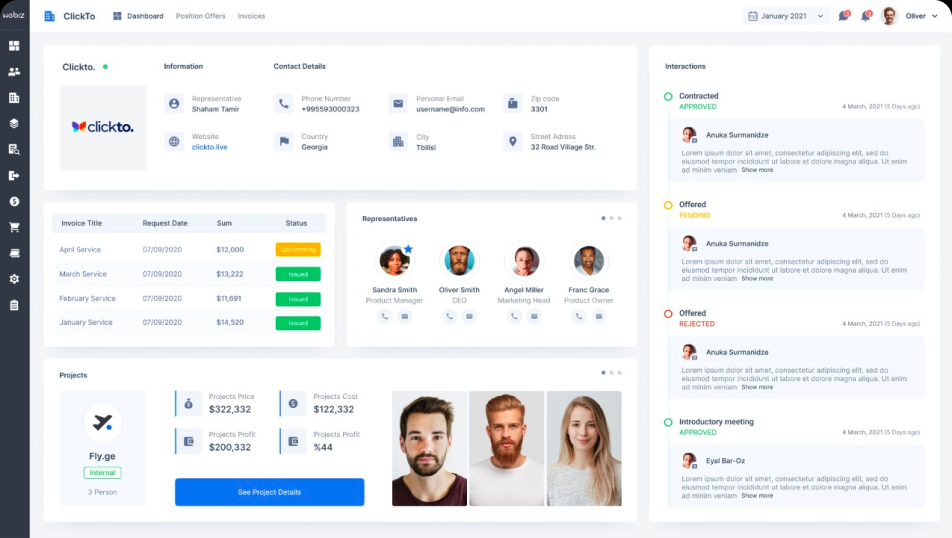 webiz
ClickTo
Dashboard
Position Offers
Invoices
January 2021
Oliver
Clickto.
Information
Contact Details
clickto.
Representative
Shaham Tamir
Phone Number
+995593000323
Personal Email
username@info.com
Zip code
3301
Website
clickto.live
Country
Georgia
City
Tbilisi
Street Adress
32 Road Village Str.
Invoice Title Request Date Sum Status
April Service 07/09/2020 $12,000 Upcomming
March Service 07/09/2020 $13,222 Issued
February Service 07/09/2020 $11,691 Issued
January Service 07/09/2020 $14,520 Issued
Representatives
Sandra Smith
Product Manager
Oliver Smith
CEO
Angel Miller
Marketing Head
Franc Grace
Product Owner
Projects
Fly.ge
Internal
3 Person
Projects Price
$322,332
Projects Cost
$122,332
Projects Profit
$200,332
Projects Profit
%44
See Project Details
Interactions
Contracted
APPROVED
4 March, 2021 (5 Days ago)
Anuka Surmanidze
Lorem ipsum dolor sit amet, consectetur adipiscing elit, sed do
eiusmod tempor incididunt ut labore et dolore magna aliqua. Ut enim
ad minim veniam Show more
Offered
PENDING
4 March, 2021 (5 Days ago)
Anuka Surmanidze
Lorem ipsum dolor sit amet, consectetur adipiscing elit, sed do
eiusmod tempor incididunt ut labore et dolore magna aliqua. Ut enim
ad minim veniam Show more
Offered
REJECTED
4 March, 2021 (5 Days ago)
Anuka Surmanidze
Lorem ipsum dolor sit amet, consectetur adipiscing elit, sed do
eiusmod tempor incididunt ut labore et dolore magna aliqua. Ut enim
ad minim veniam Show more
Introductory meeting
APPROVED
4 March, 2021 (5 Days ago)
Eyal Bar-Oz
Lorem ipsum dolor sit amet, consectetur adipiscing elit, sed do
eiusmod tempor incididunt ut labore et dolore magna aliqua. Ut enim
ad minim veniam Show more